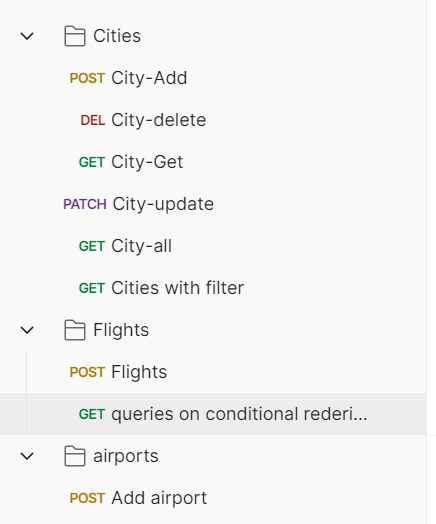 Cities
POST City-Add
DEL City-delete
GET City-Get
PATCH City-update
GET City-all
GET Cities with filter
Flights
POST Flights
GET queries on conditional rederi...
airports
POST Add airport